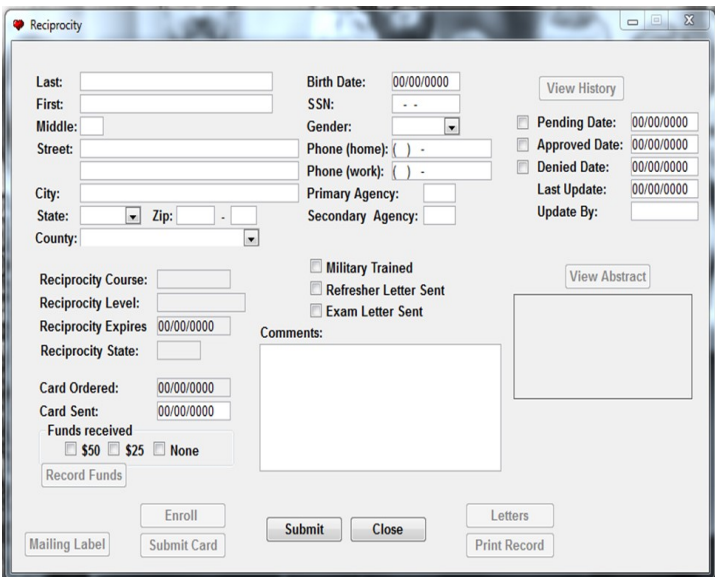 Reciprocity
Last:
First:
Middle:
Street:
City:
State: Zip: -
County:
Birth Date: 00/00/0000
SSN: - -
Gender:
Phone (home): ( ) -
Phone (work): ( ) -
Primary Agency:
Secondary Agency:
View History
Pending Date: 00/00/0000
Approved Date: 00/00/0000
Denied Date: 00/00/0000
Last Update: 00/00/0000
Update By:
Reciprocity Course:
Reciprocity Level:
Reciprocity Expires 00/00/0000
Reciprocity State:
Card Ordered: 00/00/0000
Card Sent: 00/00/0000
Funds received
$50 $25 None
Record Funds
Military Trained
Refresher Letter Sent
Exam Letter Sent
Comments:
View Abstract
Mailing Label
Enroll
Submit Card
Submit Close
Letters
Print Record